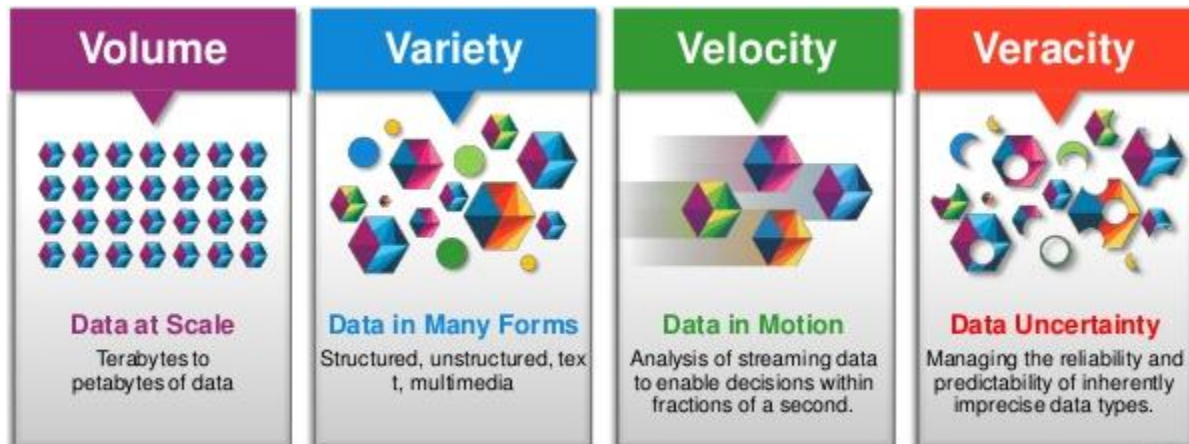 Volume
Data at Scale
Terabytes to
petabytes of data
Variety
Data in Many Forms
Structured, unstructured, tex
t, multimedia
Velocity
Data in Motion
Analysis of streaming data
to enable decisions within
fractions of a second.
Veracity
Data Uncertainty
Managing the reliability and
predictability of inherently
imprecise data types.